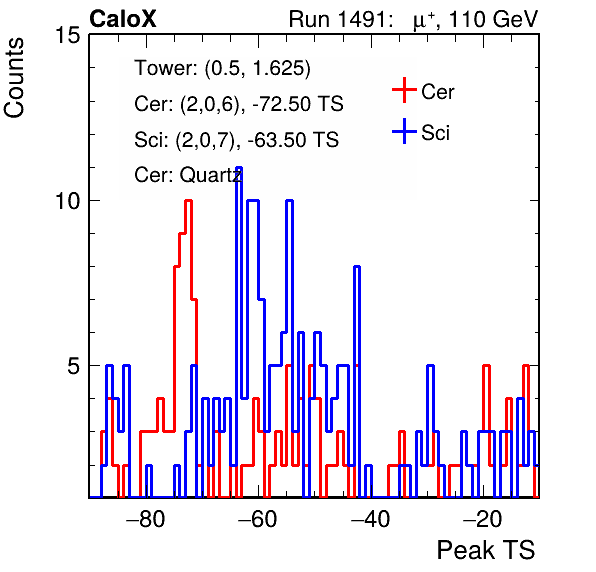 CaloX Run 1491: μ⁺, 110 GeV
Counts
15
10
5
Tower: (0.5, 1.625)
Cer: (2,0,6), -72.50 TS
Sci: (2,0,7), -63.50 TS
Cer: Quartz
Cer
Sci
−80 −60 −40 −20
Peak TS